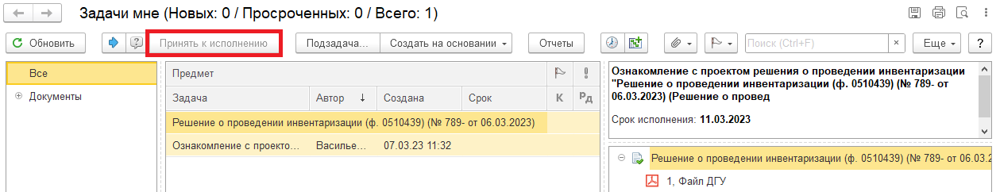 Задачи мне (Новых: 0 / Просроченных: 0 / Всего: 1)
Обновить Принять к исполнению Подзадача... Создать на основании Отчеты Поиск (Ctrl+F) × Еще ?
Все
Документы
Предмет
Задача Автор ↓ Создана Срок К Рд
Решение о проведении инвентаризации (ф. 0510439) (№ 789- от 06.03.2023)
Ознакомление с проекто... Василье... 07.03.23 11:32
Ознакомление с проектом решения о проведении инвентаризации
"Решение о проведении инвентаризации (ф. 0510439) (№ 789- от
06.03.2023) (Решение о провед
Срок исполнения: 11.03.2023
Решение о проведении инвентаризации (ф. 0510439) (№ 789- от 06.03.2
1, Файл ДГУ